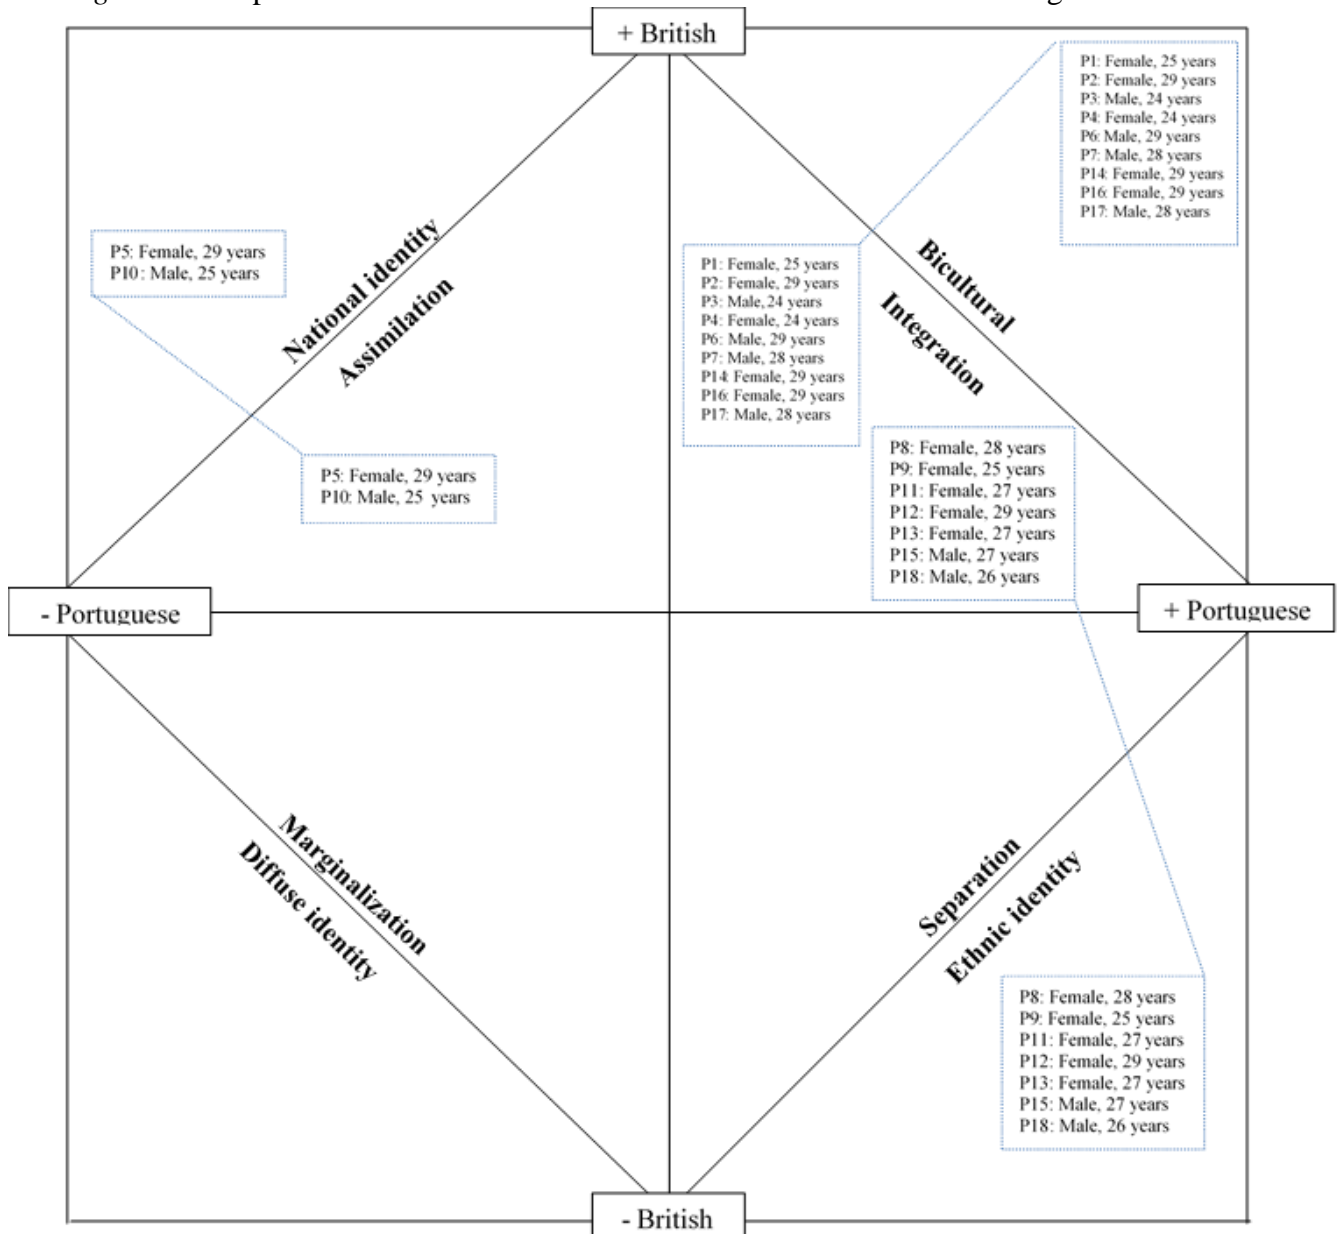 + British
P1: Female, 25 years
P2: Female, 29 years
P3: Male, 24 years
P4: Female, 24 years
P6: Male, 29 years
P7: Male, 28 years
P14: Female, 29 years
P16: Female, 29 years
P17: Male, 28 years
P5: Female, 29 years
P10: Male, 25 years
National identity
Assimilation
P1: Female, 25 years
P2: Female, 29 years
P3: Male, 24 years
P4: Female, 24 years
P6: Male, 29 years
P7: Male, 28 years
P14: Female, 29 years
P16: Female, 29 years
P17: Male, 28 years
Bicultural
Integration
P5: Female, 29 years
P10: Male, 25 years
P8: Female, 28 years
P9: Female, 25 years
P11: Female, 27 years
P12: Female, 29 years
P13: Female, 27 years
P15: Male, 27 years
P18: Male, 26 years
- Portuguese
+ Portuguese
Marginalization
Diffuse identity
Separation
Ethnic identity
P8: Female, 28 years
P9: Female, 25 years
P11: Female, 27 years
P12: Female, 29 years
P13: Female, 27 years
P15: Male, 27 years
P18: Male, 26 years
- British